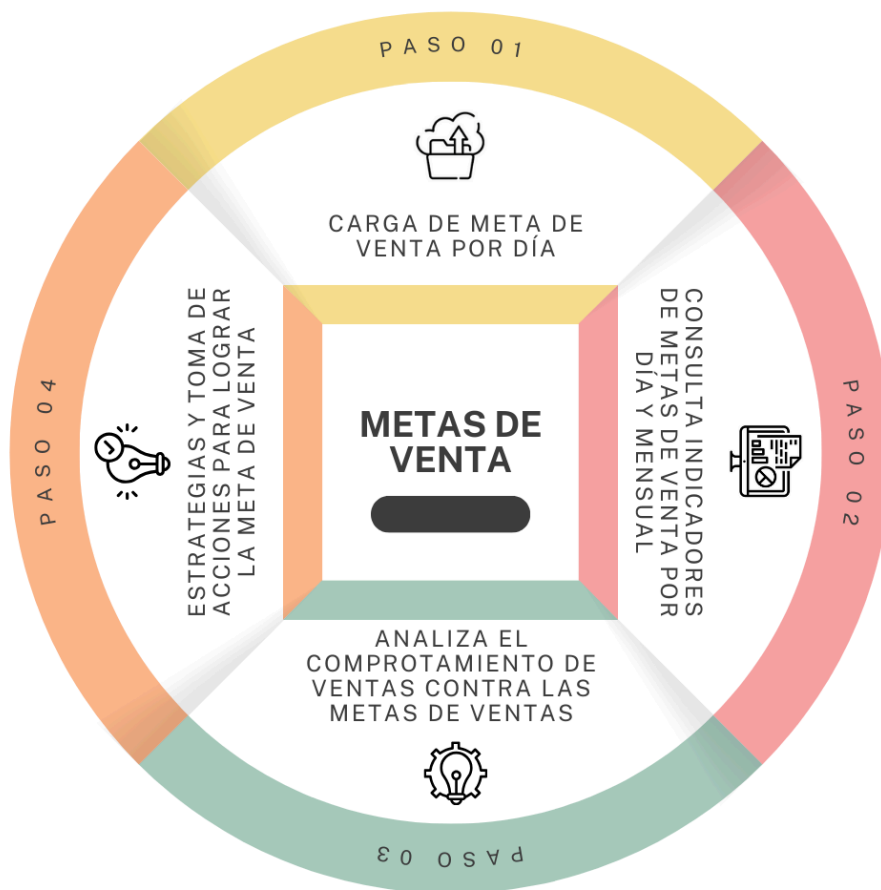 PASO 01
CARGA DE META DE
VENTA POR DÍA
PASO 02
CONSULTA INDICADORES
DE METAS DE VENTA POR
DÍA Y MENSUAL
METAS DE
VENTA
PASO 03
ANALIZA EL
COMPROTAMIENTO DE
VENTAS CONTRA LAS
METAS DE VENTAS
PASO 04
ESTRATEGIAS Y TOMA DE
ACCIONES PARA LOGRAR
LA META DE VENTA